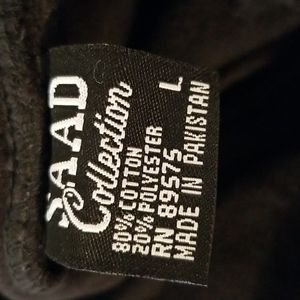 SAAD
Collection
80% COTTON
20% POLYESTER
RN 89575
MADE IN PAKISTAN
L